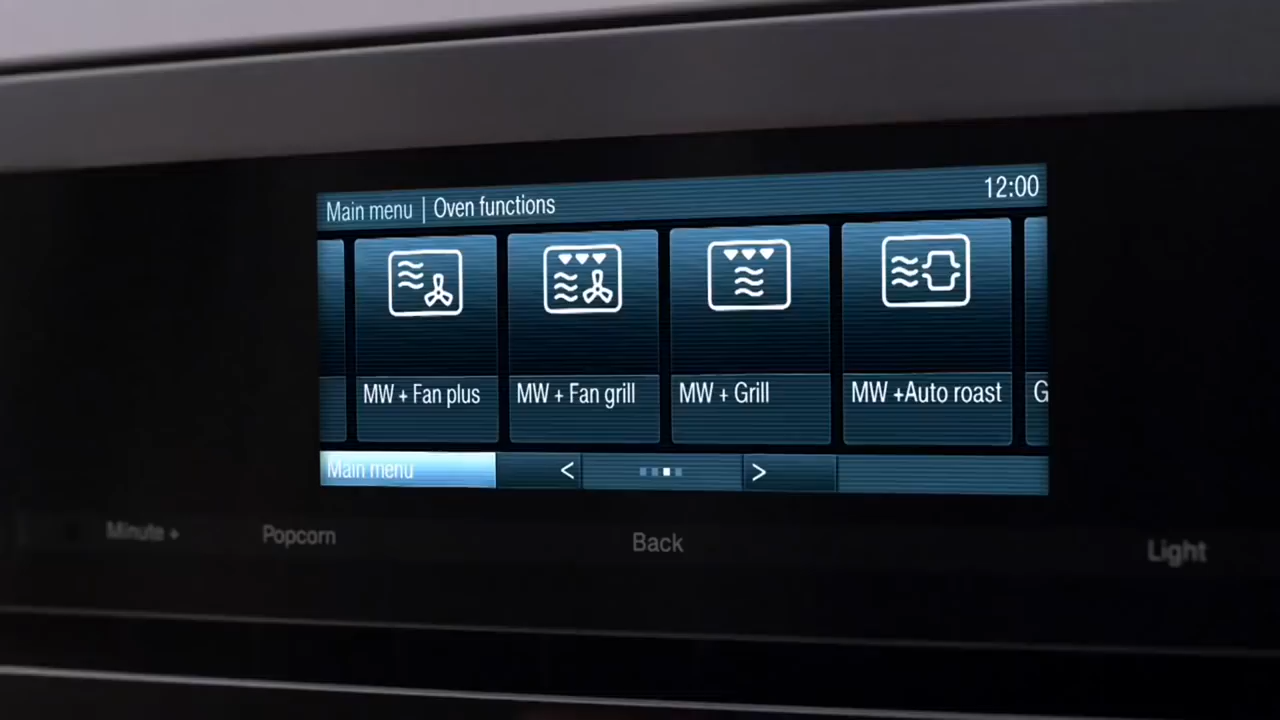 Main menu | Oven functions
12:00
MW + Fan plus
MW + Fan grill
MW + Grill
MW +Auto roast
G
Main menu
<
>
Minute +
Popcorn
Back
Light